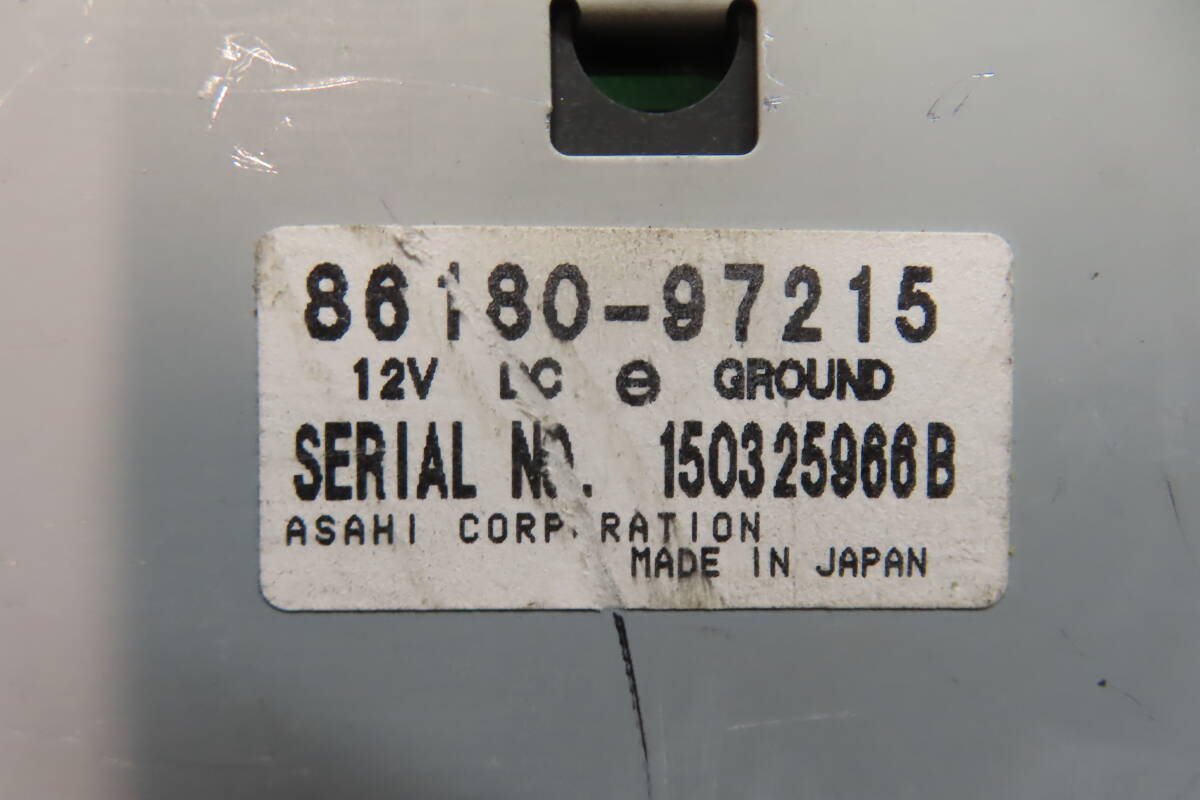 86180-97215
12V DC ⊖ GROUND
SERIAL NO. 150325966B
ASAHI CORPORATION
MADE IN JAPAN